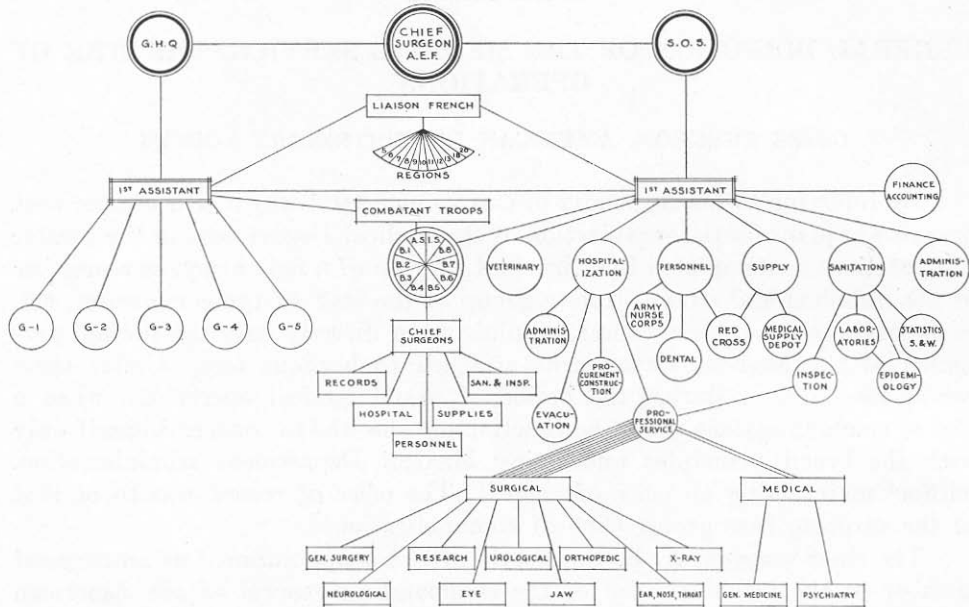 G.H.Q
CHIEF
SURGEON
A.E.F.
S.O.S.
LIAISON FRENCH
REGIONS
1ST ASSISTANT
1ST ASSISTANT
FINANCE
ACCOUNTING
COMBATANT TROOPS
A.S. I.S.
B.1 B.8
B.2 B.7
B.3 B.6
B.4 B.5
VETERINARY
HOSPITAL-
IZATION
PERSONNEL
SUPPLY
SANITATION
ADMINIS-
TRATION
G-1
G-2
G-3
G-4
G-5
CHIEF
SURGEONS
ADMINIS-
TRATION
ARMY
NURSE
CORPS
RED
CROSS
MEDICAL
SUPPLY
DEPOT
LABOR-
ATORIES
STATISTICS
S.&W.
RECORDS
SAN. & INSP.
PRO-
CUREMENT
CONSTRUC-
TION
DENTAL
INSPEC-
TION
EPIDEMI-
OLOGY
HOSPITAL
SUPPLIES
EVACU-
ATION
PRO-
FESSIONAL
SERVICE
PERSONNEL
SURGICAL
MEDICAL
GEN. SURGERY
RESEARCH
UROLOGICAL
ORTHOPEDIC
X-RAY
NEUROLOGICAL
EYE
JAW
EAR, NOSE, THROAT
GEN. MEDICINE
PSYCHIATRY